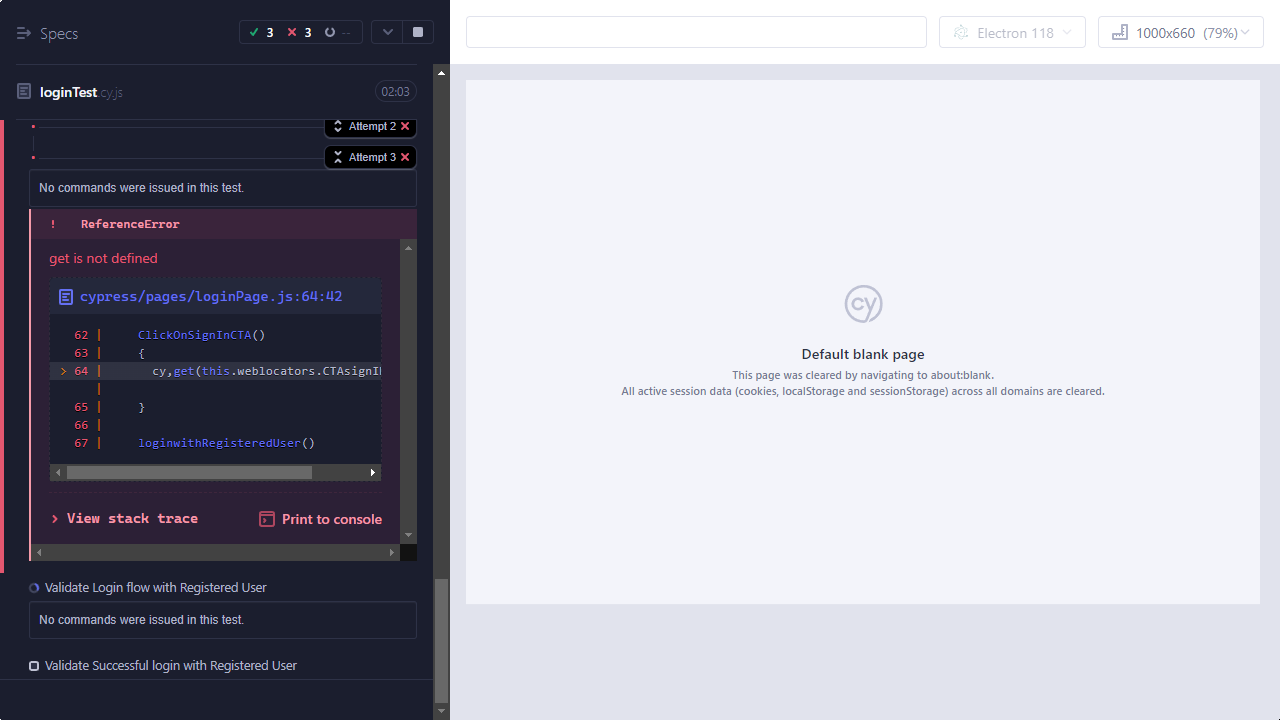 Specs
3
3
--
loginTest.cy.js
02:03
Attempt 2
Attempt 3
No commands were issued in this test.
! ReferenceError
get is not defined
cypress/pages/loginPage.js:64:42
62 | ClickOnSignInCTA()
63 | {
> 64 | cy,get(this.weblocators.CTAsignI
|
65 | }
66 |
67 | loginwithRegisteredUser()
> View stack trace
Print to console
Validate Login flow with Registered User
No commands were issued in this test.
Validate Successful login with Registered User
Electron 118
1000x660 (79%)
cy
Default blank page
This page was cleared by navigating to about:blank.
All active session data (cookies, localStorage and sessionStorage) across all domains are cleared.